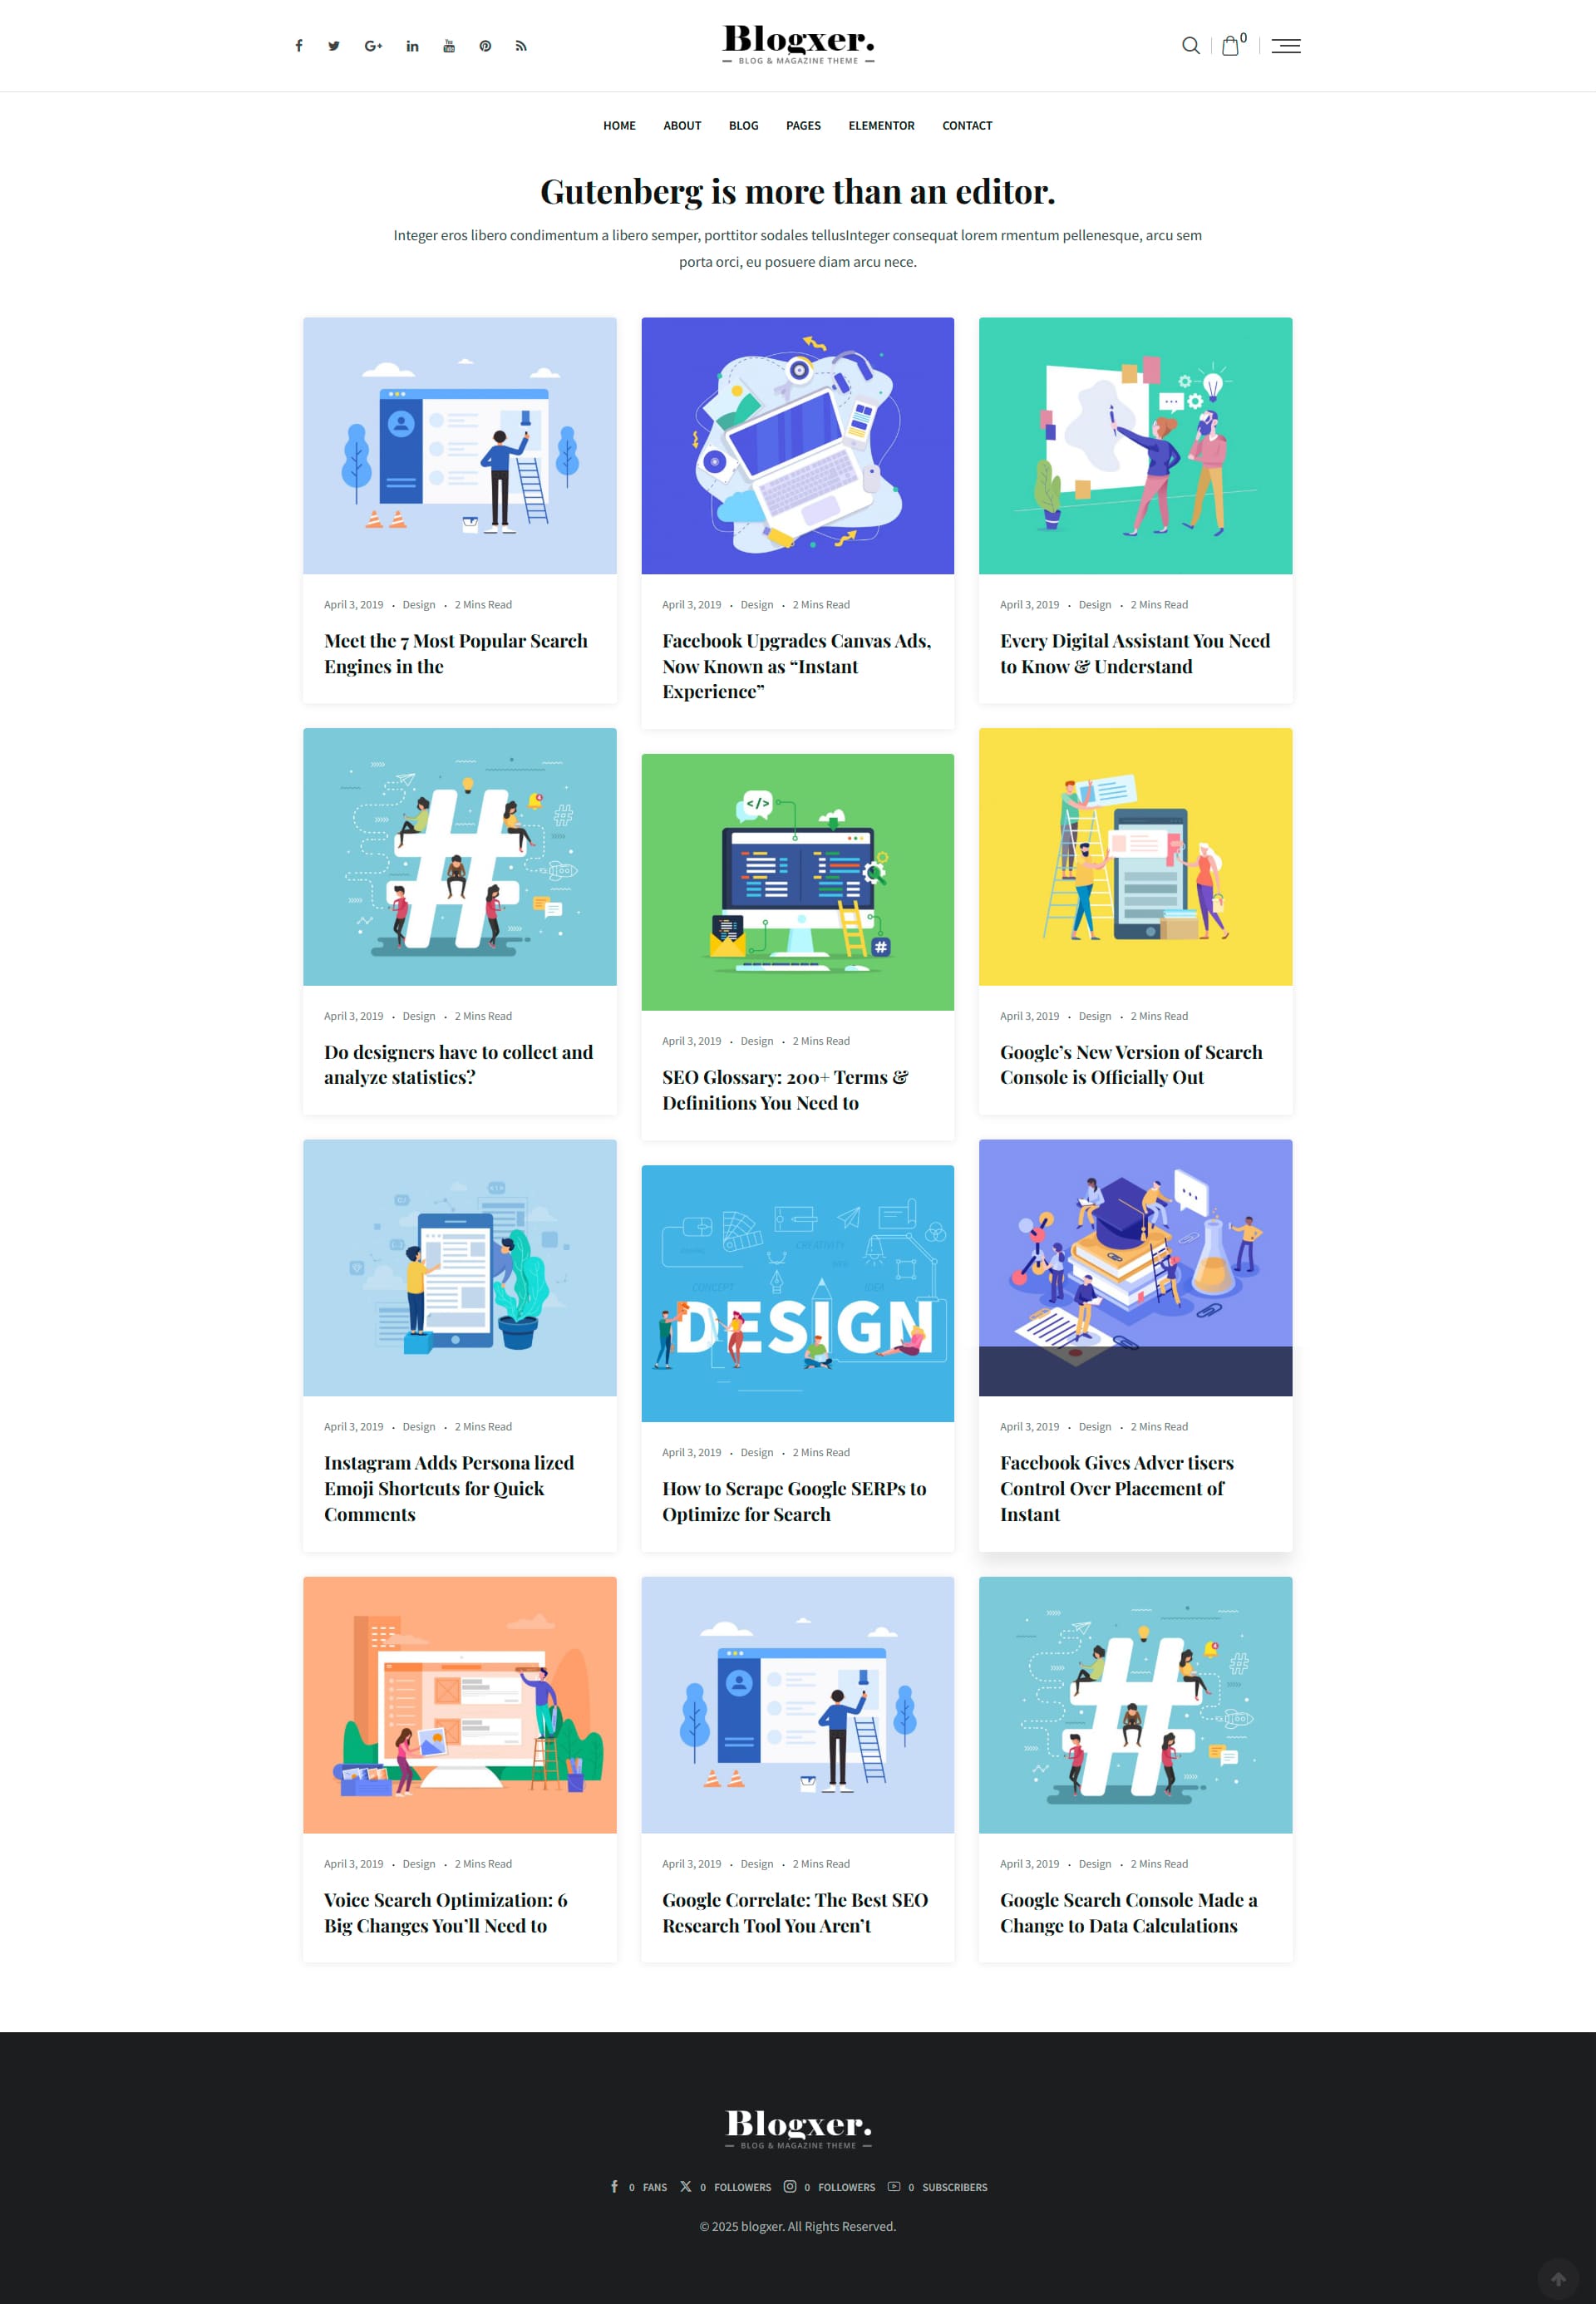 Blogxer.
BLOG & MAGAZINE THEME
0
HOME ABOUT BLOG PAGES ELEMENTOR CONTACT
Gutenberg is more than an editor.
Integer eros libero condimentum a libero semper, porttitor sodales tellusInteger consequat lorem rmentum pellenesque, arcu sem
porta orci, eu posuere diam arcu nece.
April 3, 2019 • Design • 2 Mins Read
Meet the 7 Most Popular Search
Engines in the
April 3, 2019 • Design • 2 Mins Read
Facebook Upgrades Canvas Ads,
Now Known as “Instant
Experience”
April 3, 2019 • Design • 2 Mins Read
Every Digital Assistant You Need
to Know & Understand
#
April 3, 2019 • Design • 2 Mins Read
Do designers have to collect and
analyze statistics?
</>
#
April 3, 2019 • Design • 2 Mins Read
SEO Glossary: 200+ Terms &
Definitions You Need to
April 3, 2019 • Design • 2 Mins Read
Google’s New Version of Search
Console is Officially Out
April 3, 2019 • Design • 2 Mins Read
Instagram Adds Persona lized
Emoji Shortcuts for Quick
Comments
CREATIVITY
CONCEPT
IDEA
DESIGN
April 3, 2019 • Design • 2 Mins Read
How to Scrape Google SERPs to
Optimize for Search
April 3, 2019 • Design • 2 Mins Read
Facebook Gives Adver tisers
Control Over Placement of
Instant
April 3, 2019 • Design • 2 Mins Read
Voice Search Optimization: 6
Big Changes You’ll Need to
April 3, 2019 • Design • 2 Mins Read
Google Correlate: The Best SEO
Research Tool You Aren’t
#
April 3, 2019 • Design • 2 Mins Read
Google Search Console Made a
Change to Data Calculations
Blogxer.
BLOG & MAGAZINE THEME
0 FANS 0 FOLLOWERS 0 FOLLOWERS 0 SUBSCRIBERS
© 2025 blogxer. All Rights Reserved.